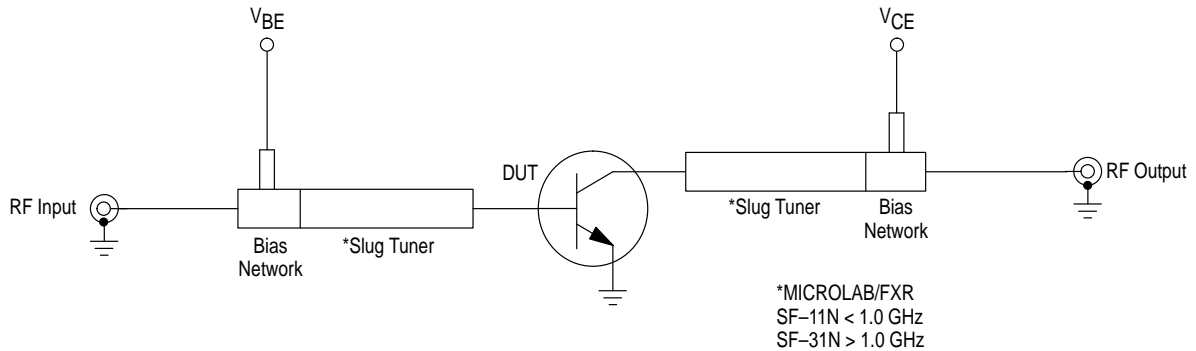 VBE
VCE
DUT
RF Output
RF Input
*Slug Tuner
Bias
Network
Bias
Network
*Slug Tuner
*MICROLAB/FXR
SF–11N < 1.0 GHz
SF–31N > 1.0 GHz